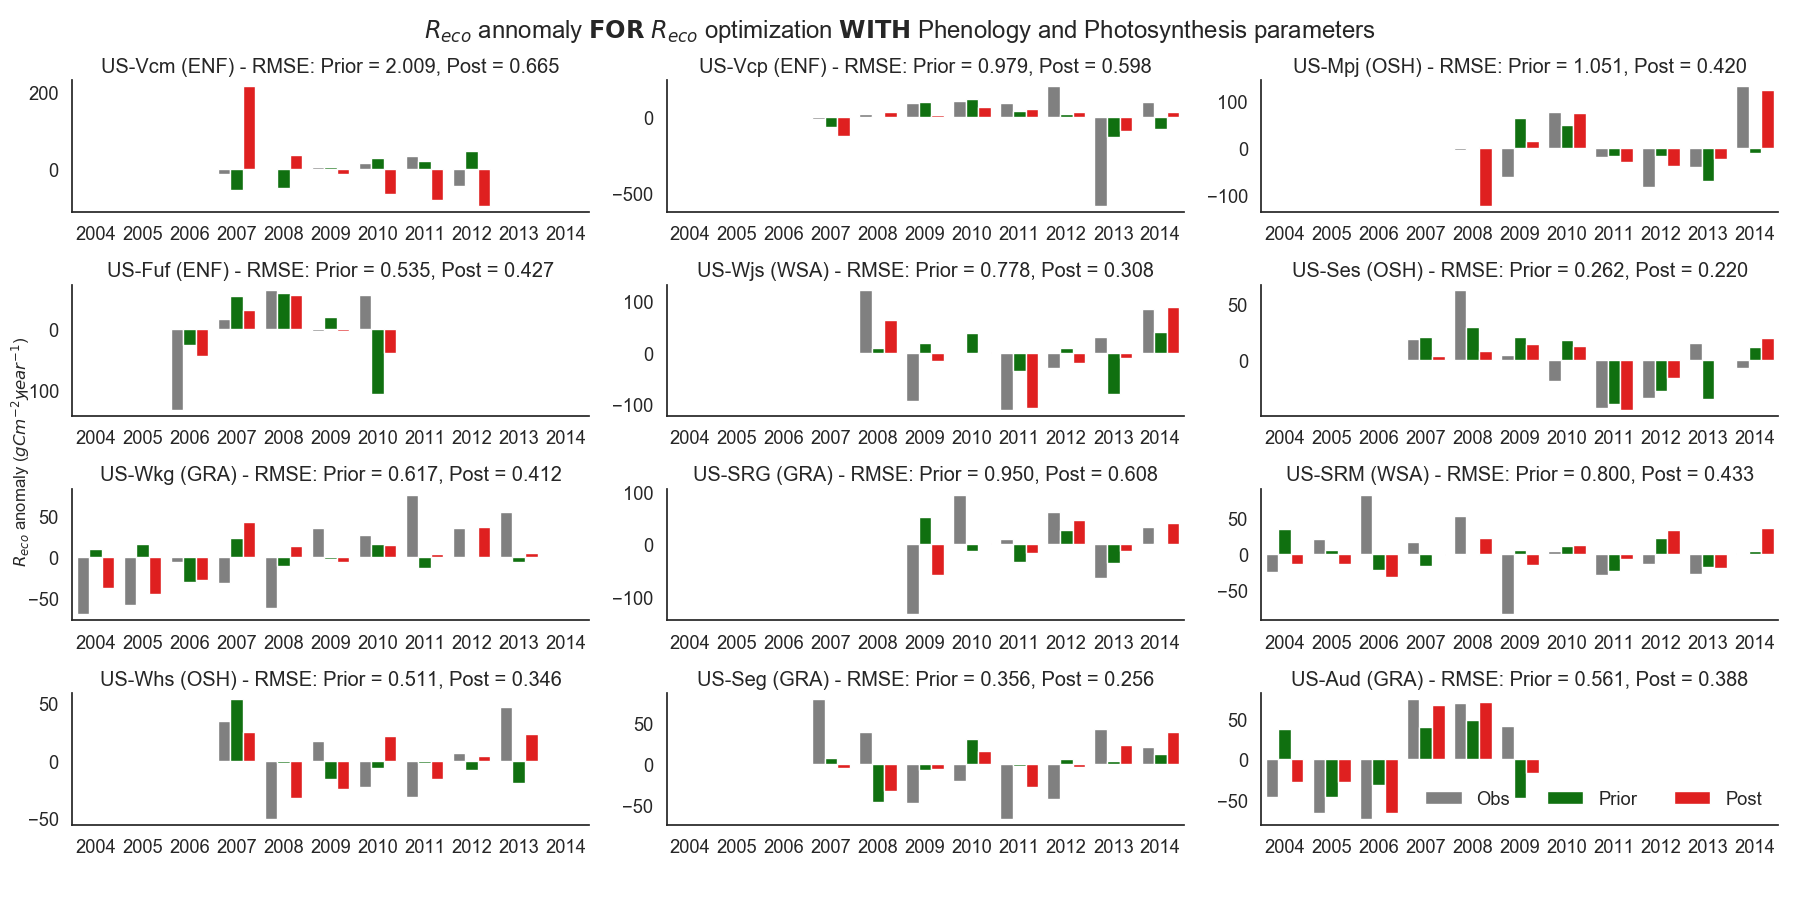 R_eco annomaly FOR R_eco optimization WITH Phenology and Photosynthesis parameters
R_eco anomaly (gCm^−2year^−1)
US-Vcm (ENF) - RMSE: Prior = 2.009, Post = 0.665
200
0
2004 2005 2006 2007 2008 2009 2010 2011 2012 2013 2014
US-Vcp (ENF) - RMSE: Prior = 0.979, Post = 0.598
0
−500
2004 2005 2006 2007 2008 2009 2010 2011 2012 2013 2014
US-Mpj (OSH) - RMSE: Prior = 1.051, Post = 0.420
100
0
−100
2004 2005 2006 2007 2008 2009 2010 2011 2012 2013 2014
US-Fuf (ENF) - RMSE: Prior = 0.535, Post = 0.427
0
100
2004 2005 2006 2007 2008 2009 2010 2011 2012 2013 2014
US-Wjs (WSA) - RMSE: Prior = 0.778, Post = 0.308
100
0
−100
2004 2005 2006 2007 2008 2009 2010 2011 2012 2013 2014
US-Ses (OSH) - RMSE: Prior = 0.262, Post = 0.220
50
0
2004 2005 2006 2007 2008 2009 2010 2011 2012 2013 2014
US-Wkg (GRA) - RMSE: Prior = 0.617, Post = 0.412
50
0
−50
2004 2005 2006 2007 2008 2009 2010 2011 2012 2013 2014
US-SRG (GRA) - RMSE: Prior = 0.950, Post = 0.608
100
0
−100
2004 2005 2006 2007 2008 2009 2010 2011 2012 2013 2014
US-SRM (WSA) - RMSE: Prior = 0.800, Post = 0.433
50
0
−50
2004 2005 2006 2007 2008 2009 2010 2011 2012 2013 2014
US-Whs (OSH) - RMSE: Prior = 0.511, Post = 0.346
50
0
−50
2004 2005 2006 2007 2008 2009 2010 2011 2012 2013 2014
US-Seg (GRA) - RMSE: Prior = 0.356, Post = 0.256
50
0
−50
2004 2005 2006 2007 2008 2009 2010 2011 2012 2013 2014
US-Aud (GRA) - RMSE: Prior = 0.561, Post = 0.388
50
0
−50
Obs Prior Post
2004 2005 2006 2007 2008 2009 2010 2011 2012 2013 2014